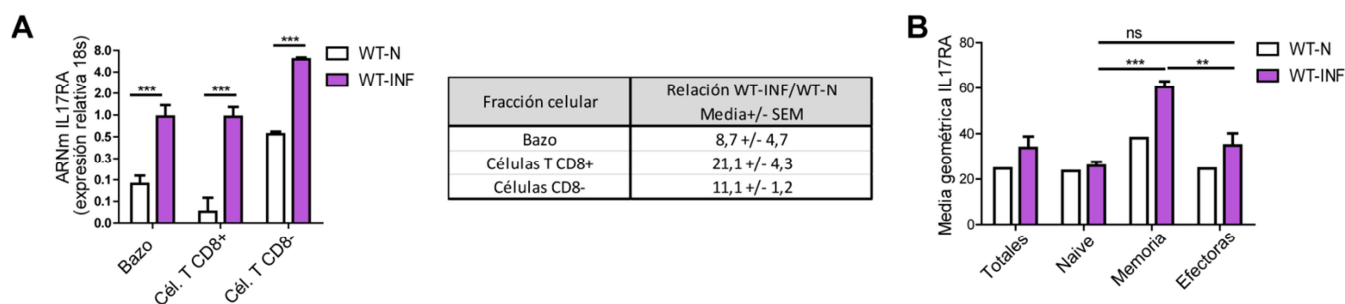 A
ARNm IL17RA
(expresión relativa 18s)
8.0
4.0
2.0
1.0
0.5
0.3
0.1
0.1
0.0
***
***
***
Bazo
Cél. T CD8+
Cél. T CD8-
WT-N
WT-INF
Fracción celular
Relación WT-INF/WT-N
Media+/- SEM
Bazo
8,7 +/- 4,7
Células T CD8+
21,1 +/- 4,3
Células CD8-
11,1 +/- 1,2
B
Media geométrica IL17RA
80
60
40
20
0
ns
***
**
Totales
Naive
Memoria
Efectoras
WT-N
WT-INF